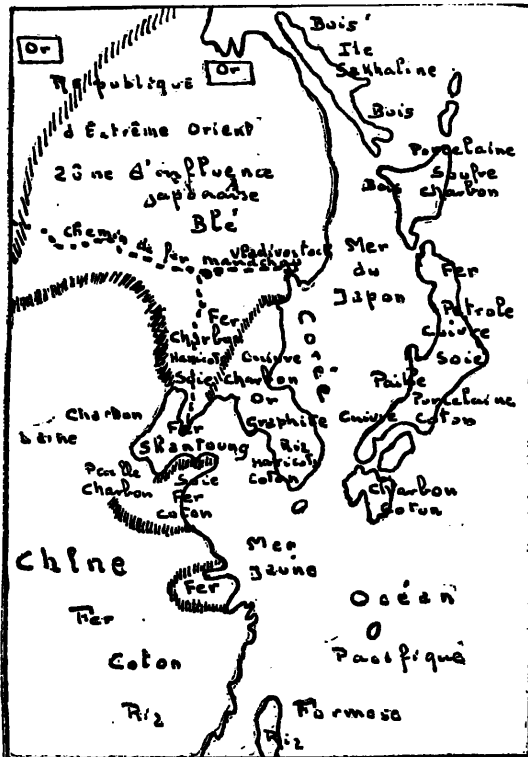 Or
Or
Bois
Ile
Sakhaline
Bois
République
d'Extrême Orient
Zône d'influence
japonaise
Blé
Porcelaine
Soufre
Bois
Charbon
Chemin de fer mandchou
Vladivostock
Mer
du
Japon
Fer
Pétrole
Cuivre
Soie
Paille
Porcelaine
Cuivre
Coton
Corée
Fer
Charbon
Haricots
Cuivre
Soie
Charbon
Or
Graphite
Riz
Haricots
Coton
Charbon
Laine
Fer
Shantoung
Paille
Charbon
Soie
Fer
Coton
Charbon
Coton
Chine
Mer
Jaune
Fer
Océan
Pacifique
Fer
Coton
Riz
Formose
Riz